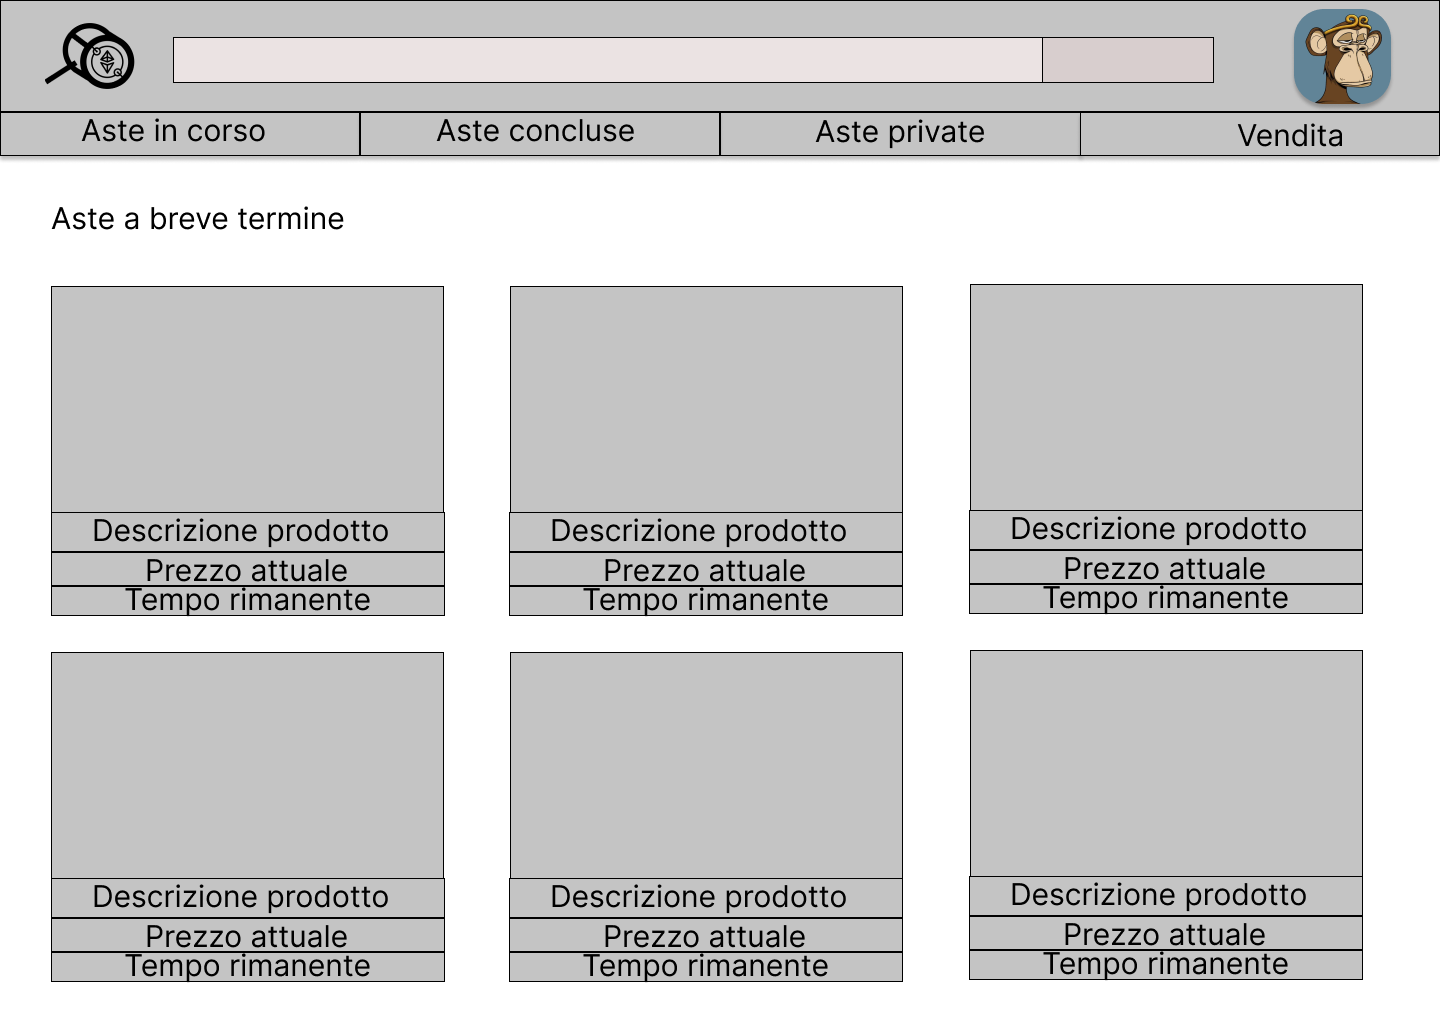 Aste in corso
Aste concluse
Aste private
Vendita
Aste a breve termine
Descrizione prodotto
Prezzo attuale
Tempo rimanente
Descrizione prodotto
Prezzo attuale
Tempo rimanente
Descrizione prodotto
Prezzo attuale
Tempo rimanente
Descrizione prodotto
Prezzo attuale
Tempo rimanente
Descrizione prodotto
Prezzo attuale
Tempo rimanente
Descrizione prodotto
Prezzo attuale
Tempo rimanente